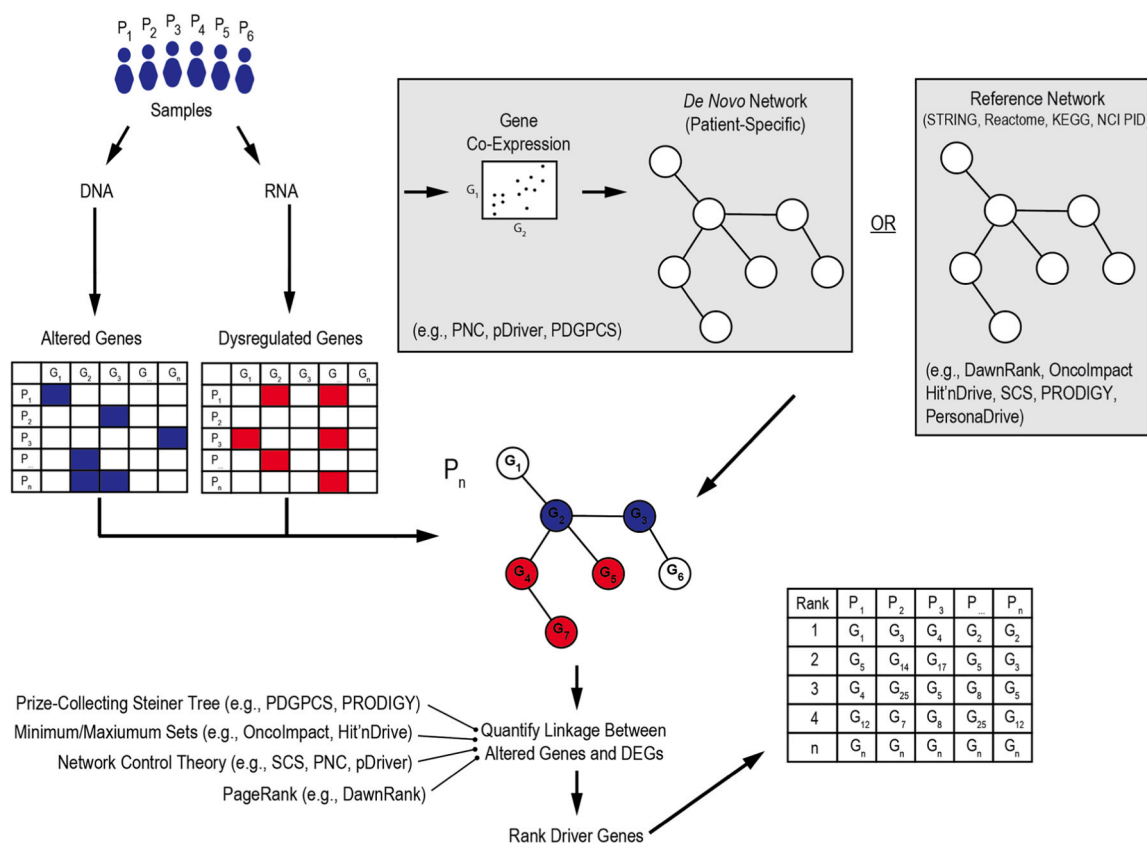 P1 P2 P3 P4 P5 P6
Samples
DNA
RNA
Altered Genes
G1 G2 G3 G... Gn
P1
P2
P3
P...
Pn
Dysregulated Genes
G1 G2 G3 G... Gn
P1
P2
P3
P...
Pn
Gene
Co-Expression
G1
G2
De Novo Network
(Patient-Specific)
(e.g., PNC, pDriver, PDGPCS)
OR
Reference Network
(STRING, Reactome, KEGG, NCI PID)
(e.g., DawnRank, OncoImpact
Hit'nDrive, SCS, PRODIGY,
PersonaDrive)
Pn
G1
G2
G3
G4
G5
G6
G7
Prize-Collecting Steiner Tree (e.g., PDGPCS, PRODIGY)
Minimum/Maxiumum Sets (e.g., OncoImpact, Hit'nDrive)
Network Control Theory (e.g., SCS, PNC, pDriver)
PageRank (e.g., DawnRank)
Quantify Linkage Between
Altered Genes and DEGs
Rank Driver Genes
Rank P1 P2 P3 P... Pn
1 G1 G3 G4 G2 G2
2 G5 G14 G17 G5 G3
3 G4 G25 G5 G8 G5
4 G12 G7 G8 G25 G12
n Gn Gn Gn Gn Gn